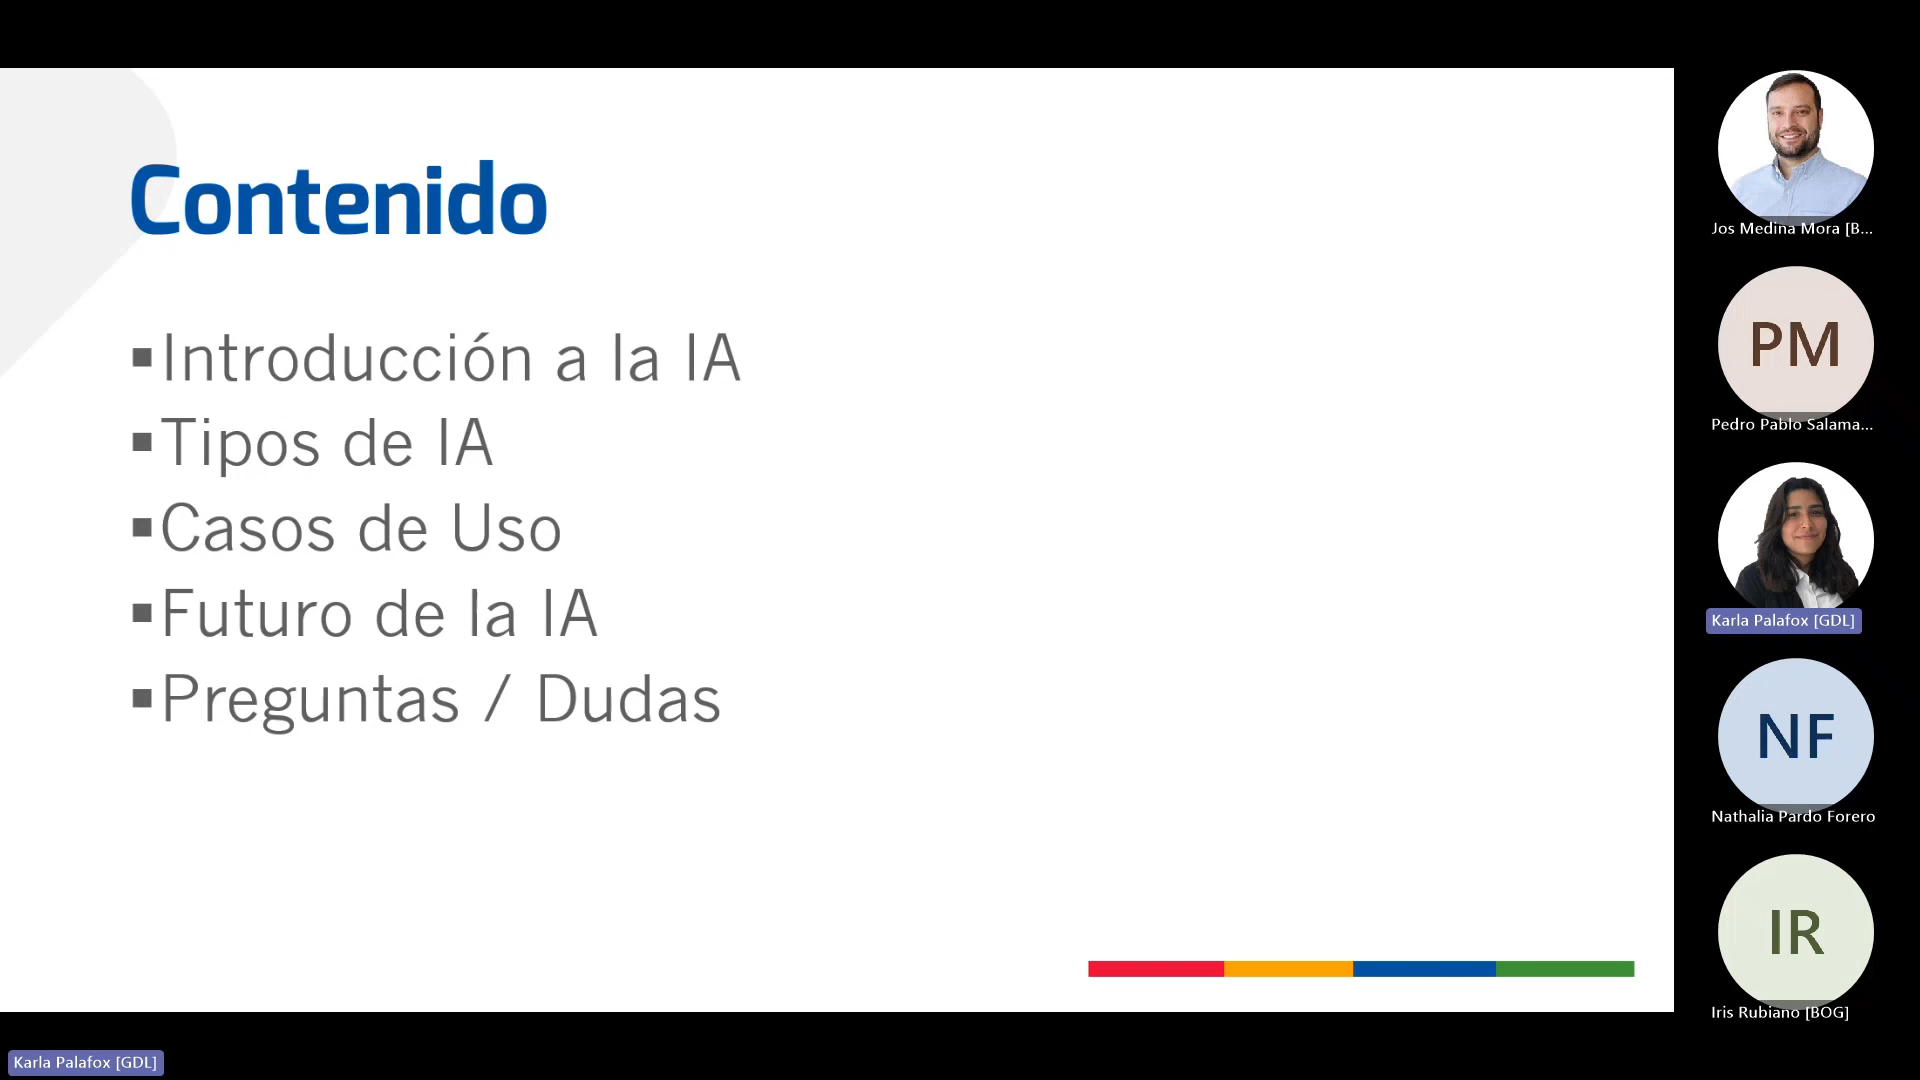 Contenido
▪Introducción a la IA
▪Tipos de IA
▪Casos de Uso
▪Futuro de la IA
▪Preguntas / Dudas
Jos Medina Mora [B...
PM
Pedro Pablo Salama...
Karla Palafox [GDL]
NF
Nathalia Pardo Forero
IR
Iris Rubiano [BOG]
Karla Palafox [GDL]